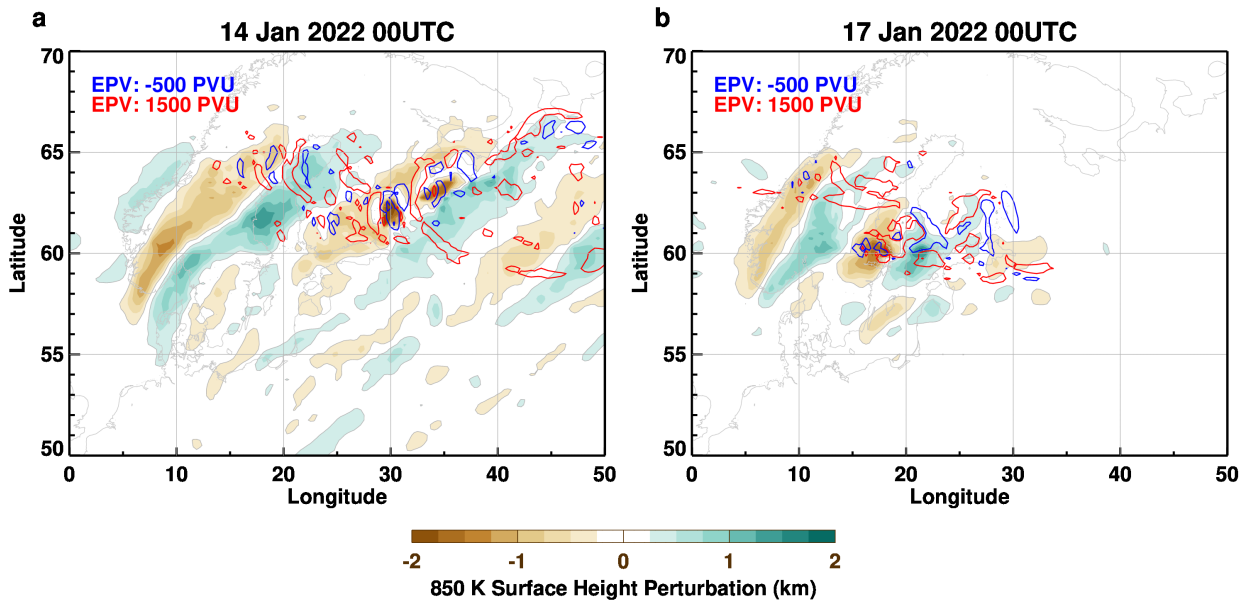 a
14 Jan 2022 00UTC
EPV: -500 PVU
EPV: 1500 PVU
70
65
60
55
50
Latitude
0 10 20 30 40 50
Longitude
b
17 Jan 2022 00UTC
EPV: -500 PVU
EPV: 1500 PVU
70
65
60
55
50
Latitude
0 10 20 30 40 50
Longitude
-2 -1 0 1 2
850 K Surface Height Perturbation (km)